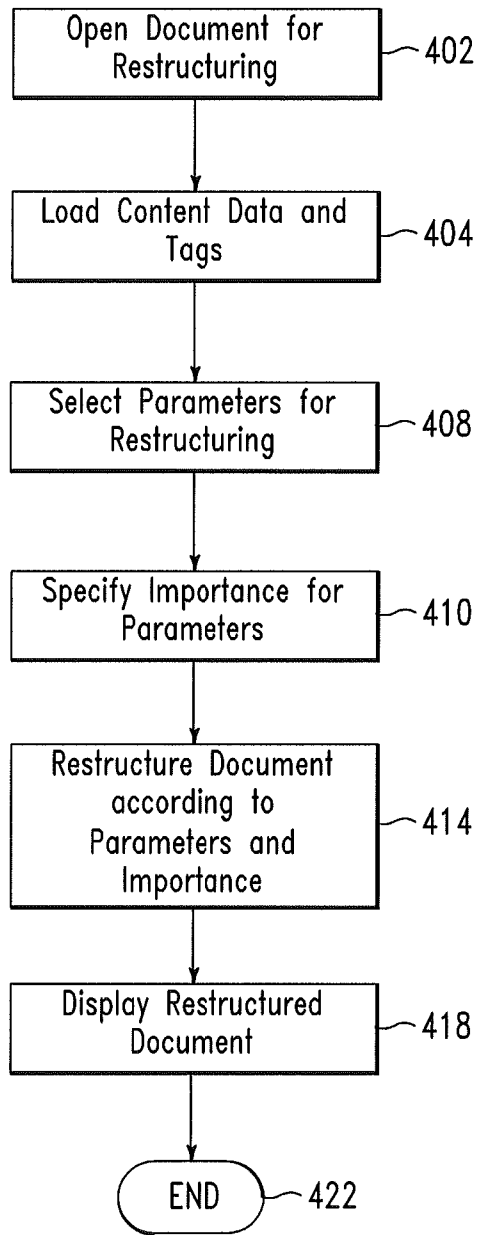 Open Document for
Restructuring
402
Load Content Data and
Tags
404
Select Parameters for
Restructuring
408
Specify Importance for
Parameters
410
Restructure Document
according to
Parameters and
Importance
414
Display Restructured
Document
418
END
422